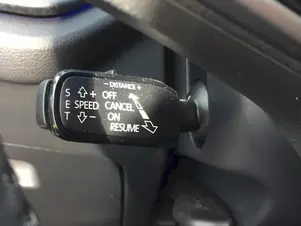 - DISTANCE +
S + OFF
E SPEED CANCEL
T - ON
RESUME